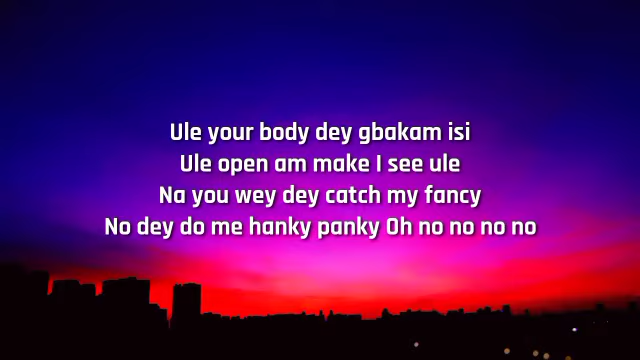 Ule your body dey gbakam isi
Ule open am make I see ule
Na you wey dey catch my fancy
No dey do me hanky panky Oh no no no no